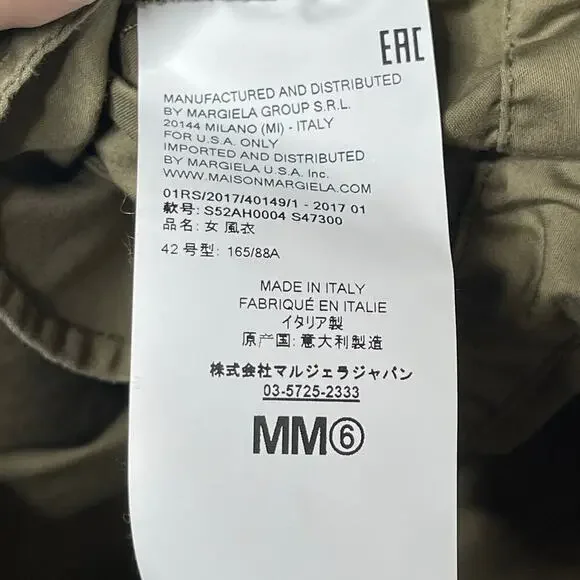 EAC
MANUFACTURED AND DISTRIBUTED
BY MARGIELA GROUP S.R.L.
20144 MILANO (MI) - ITALY
FOR U.S.A. ONLY
IMPORTED AND DISTRIBUTED
BY MARGIELA U.S.A. Inc.
WWW.MAISONMARGIELA.COM
01RS/2017/40149/1 - 2017 01
款号: S52AH0004 S47300
品名: 女 風衣
42 号型: 165/88A
MADE IN ITALY
FABRIQUÉ EN ITALIE
イタリア製
原产国: 意大利製造
株式会社マルジェラジャパン
03-5725-2333
MM⑥